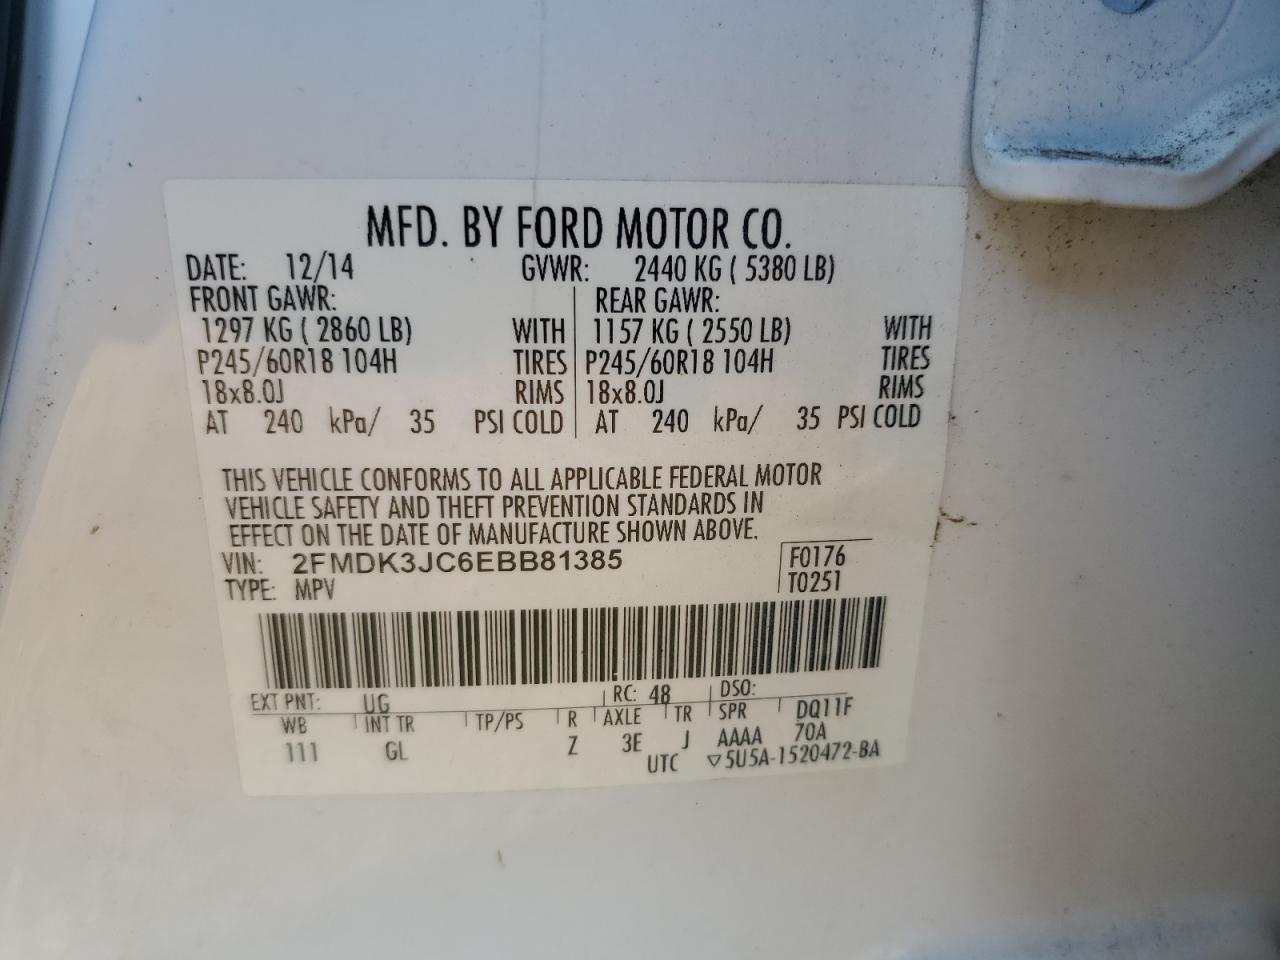 MFD. BY FORD MOTOR CO.
DATE: 12/14 GVWR: 2440 KG ( 5380 LB)
FRONT GAWR: REAR GAWR:
1297 KG ( 2860 LB) WITH 1157 KG ( 2550 LB) WITH
P245/60R18 104H TIRES P245/60R18 104H TIRES
18x8.0J RIMS 18x8.0J RIMS
AT 240 kPa/ 35 PSI COLD AT 240 kPa/ 35 PSI COLD
THIS VEHICLE CONFORMS TO ALL APPLICABLE FEDERAL MOTOR
VEHICLE SAFETY AND THEFT PREVENTION STANDARDS IN
EFFECT ON THE DATE OF MANUFACTURE SHOWN ABOVE.
VIN: 2FMDK3JC6EBB81385 F0176
TYPE: MPV T0251
EXT PNT: UG RC: 48 DSO:
WB INT TR TP/PS R AXLE TR SPR DQ11F
111 GL Z 3E J AAAA 70A
UTC ▽5U5A-1520472-BA